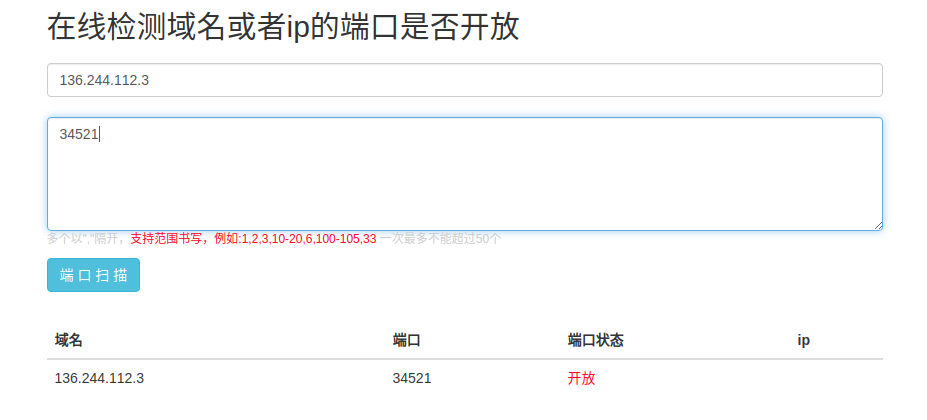 在线检测域名或者ip的端口是否开放
136.244.112.3
34521
多个以","隔开，支持范围书写，例如:1,2,3,10-20,6,100-105,33 一次最多不能超过50个
端 口 扫 描
域名 端口 端口状态 ip
136.244.112.3 34521 开放